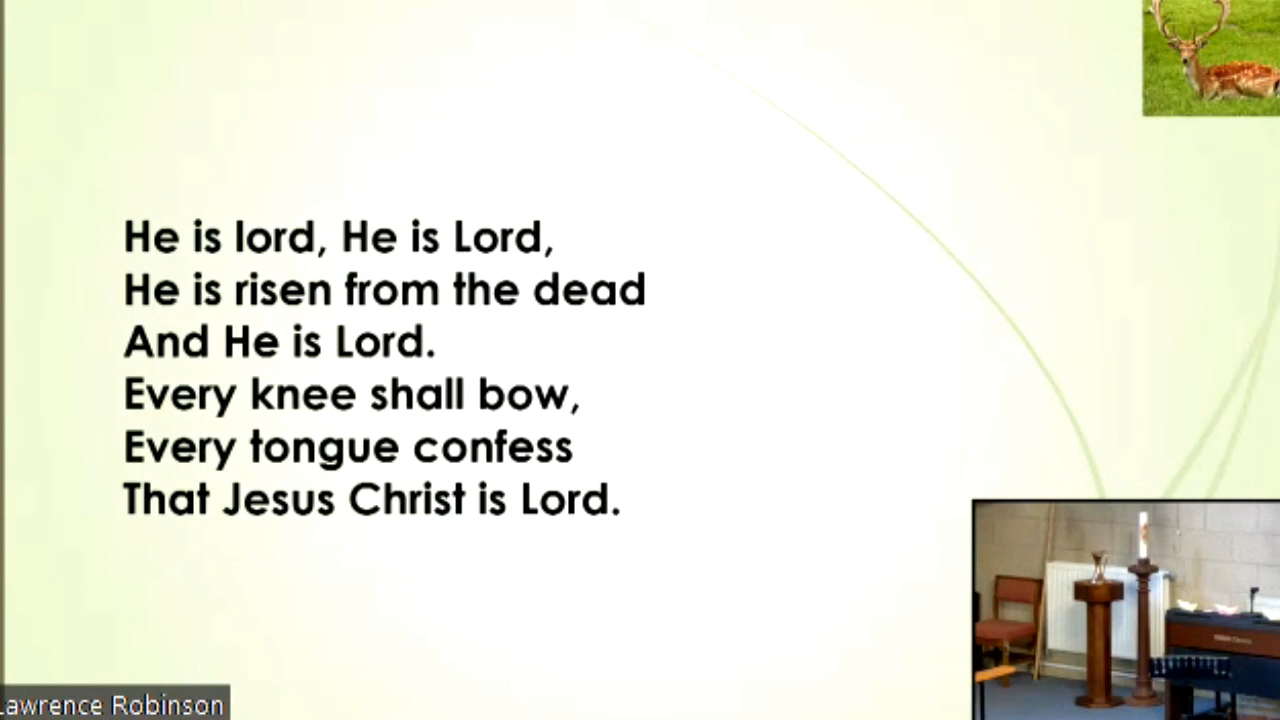 He is lord, He is Lord,
He is risen from the dead
And He is Lord.
Every knee shall bow,
Every tongue confess
That Jesus Christ is Lord.
Lawrence Robinson